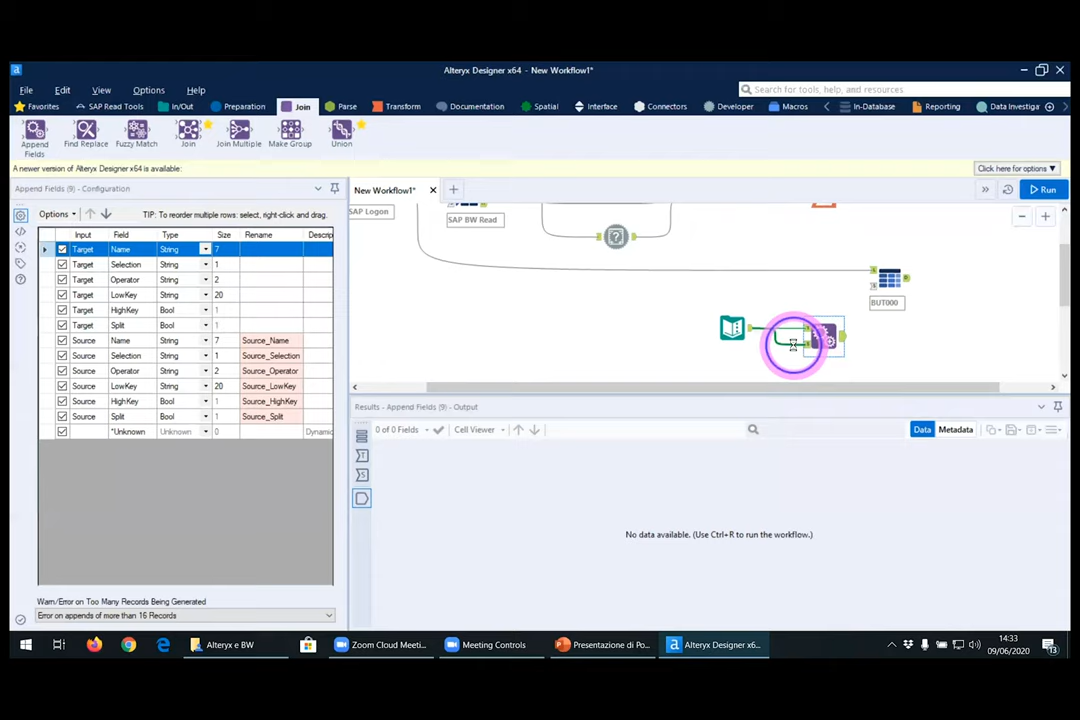 Alteryx Designer x64 - New Workflow1*
File Edit View Options Help
Search for tools, help, and resources...
Favorites SAP Read Tools In/Out Preparation Join Parse Transform Documentation Spatial Interface Connectors Developer Macros In-Database Reporting Data Investiga
Append Fields
Find Replace
Fuzzy Match
Join
Join Multiple
Make Group
Union
A newer version of Alteryx Designer x64 is available:
Click here for options ▼
Append Fields (9) - Configuration
New Workflow1*
Run
Options
TIP: To reorder multiple rows: select, right-click and drag.
Input Field Type Size Rename Descrip
Target Name String 7
Target Selection String 1
Target Operator String 2
Target LowKey String 20
Target HighKey Bool 1
Target Split Bool 1
Source Name String 7 Source_Name
Source Selection String 1 Source_Selection
Source Operator String 2 Source_Operator
Source LowKey String 20 Source_LowKey
Source HighKey Bool 1 Source_HighKey
Source Split Bool 1 Source_Split
*Unknown Unknown 0 Dynamic
Warn/Error on Too Many Records Being Generated
Error on appends of more than 16 Records
SAP Logon
SAP BW Read
?
BUT000
Results - Append Fields (9) - Output
0 of 0 Fields
Cell Viewer
Data
Metadata
No data available. (Use Ctrl+R to run the workflow.)
Alteryx e BW
Zoom Cloud Meeti...
Meeting Controls
Presentazione di Po...
Alteryx Designer x6...
14:33
09/06/2020
13